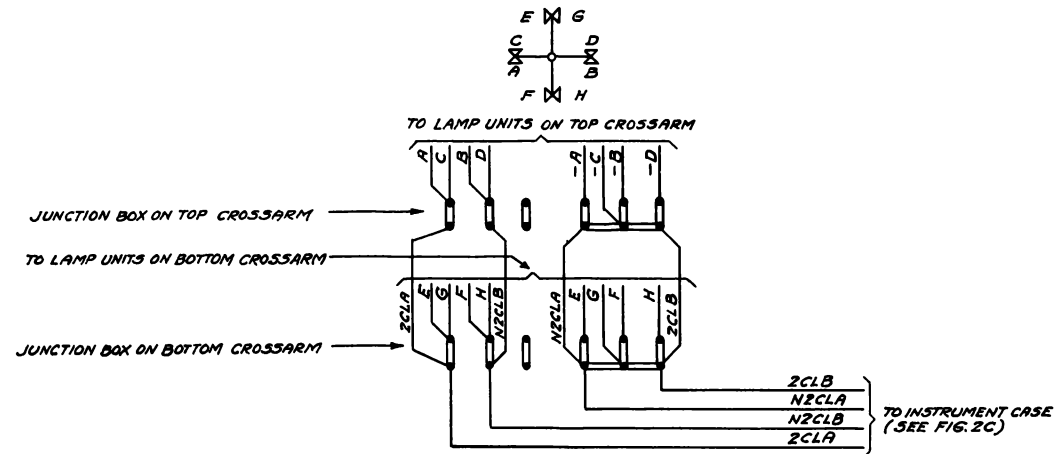 E G
C D
A B
F H
TO LAMP UNITS ON TOP CROSSARM
A C B D -A -C -B -D
JUNCTION BOX ON TOP CROSSARM
TO LAMP UNITS ON BOTTOM CROSSARM
2CLA E G F H N2CLB N2CLA E G F H 2CLB
JUNCTION BOX ON BOTTOM CROSSARM
2CLB
N2CLA
N2CLB
2CLA
TO INSTRUMENT CASE
(SEE FIG. 2C)